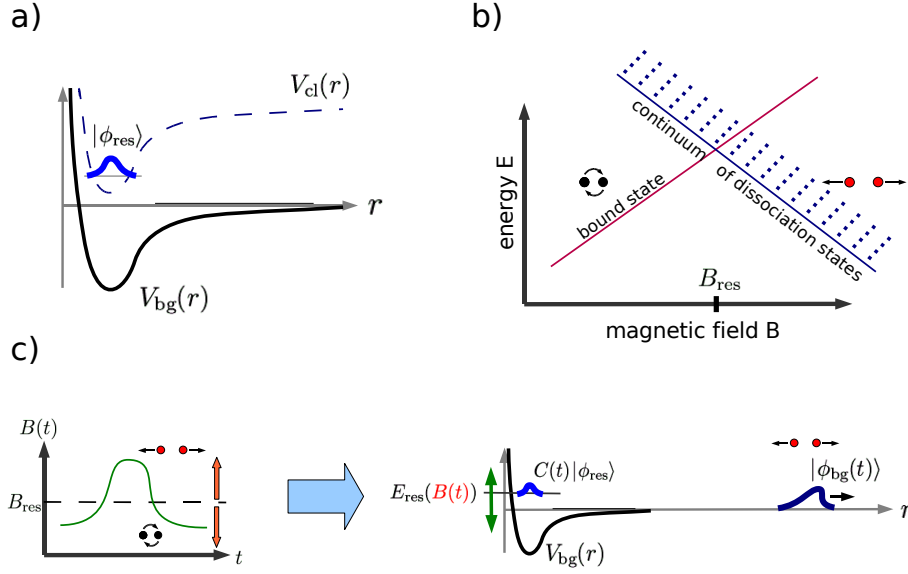 a)
V_cl(r)
|ϕ_res⟩
r
V_bg(r)
b)
energy E
bound state
continuum
of dissociation states
B_res
magnetic field B
c)
B(t)
B_res
t
E_res(B(t))
C(t)|ϕ_res⟩
V_bg(r)
|ϕ_bg(t)⟩
r